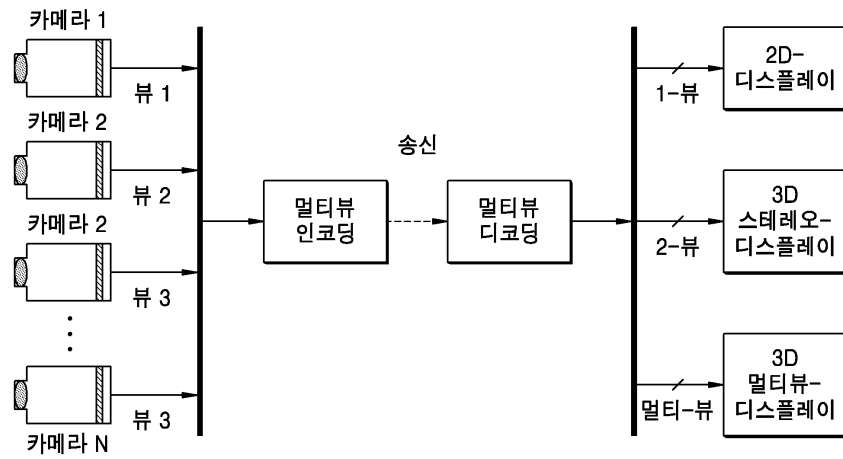 카메라 1
뷰 1
카메라 2
뷰 2
카메라 2
뷰 3
카메라 N
뷰 3
멀티뷰
인코딩
송신
멀티뷰
디코딩
1-뷰
2D-
디스플레이
2-뷰
3D
스테레오-
디스플레이
멀티-뷰
3D
멀티뷰-
디스플레이